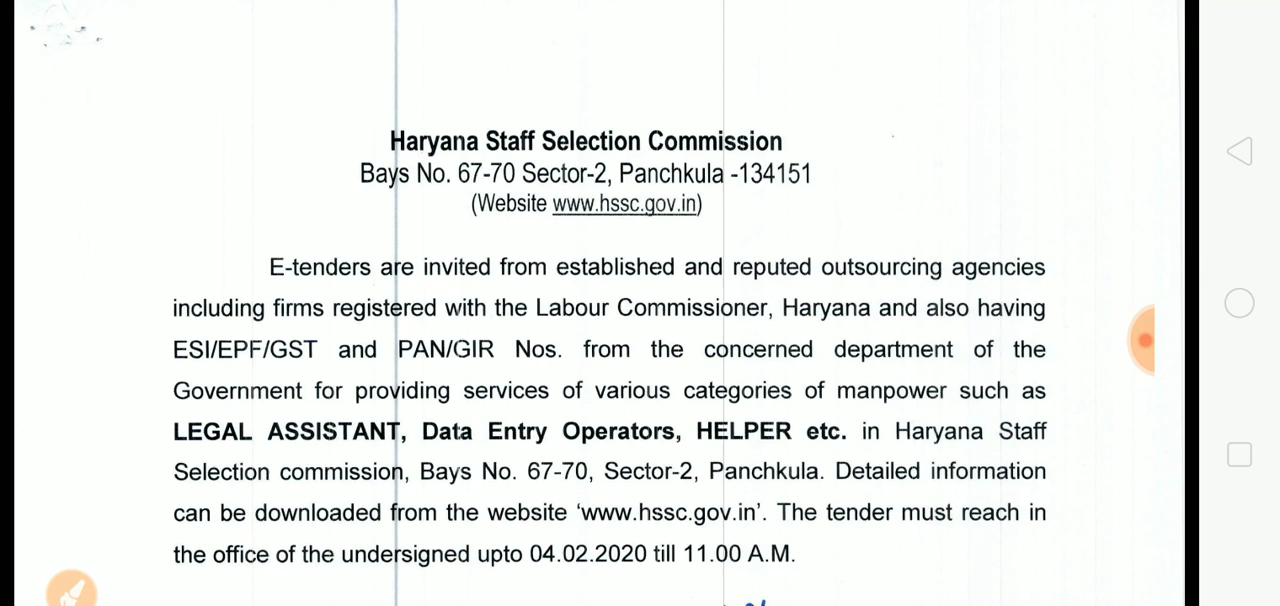 Haryana Staff Selection Commission
Bays No. 67-70 Sector-2, Panchkula -134151
(Website www.hssc.gov.in)
E-tenders are invited from established and reputed outsourcing agencies
including firms registered with the Labour Commissioner, Haryana and also having
ESI/EPF/GST and PAN/GIR Nos. from the concerned department of the
Government for providing services of various categories of manpower such as
LEGAL ASSISTANT, Data Entry Operators, HELPER etc. in Haryana Staff
Selection commission, Bays No. 67-70, Sector-2, Panchkula. Detailed information
can be downloaded from the website ‘www.hssc.gov.in’. The tender must reach in
the office of the undersigned upto 04.02.2020 till 11.00 A.M.